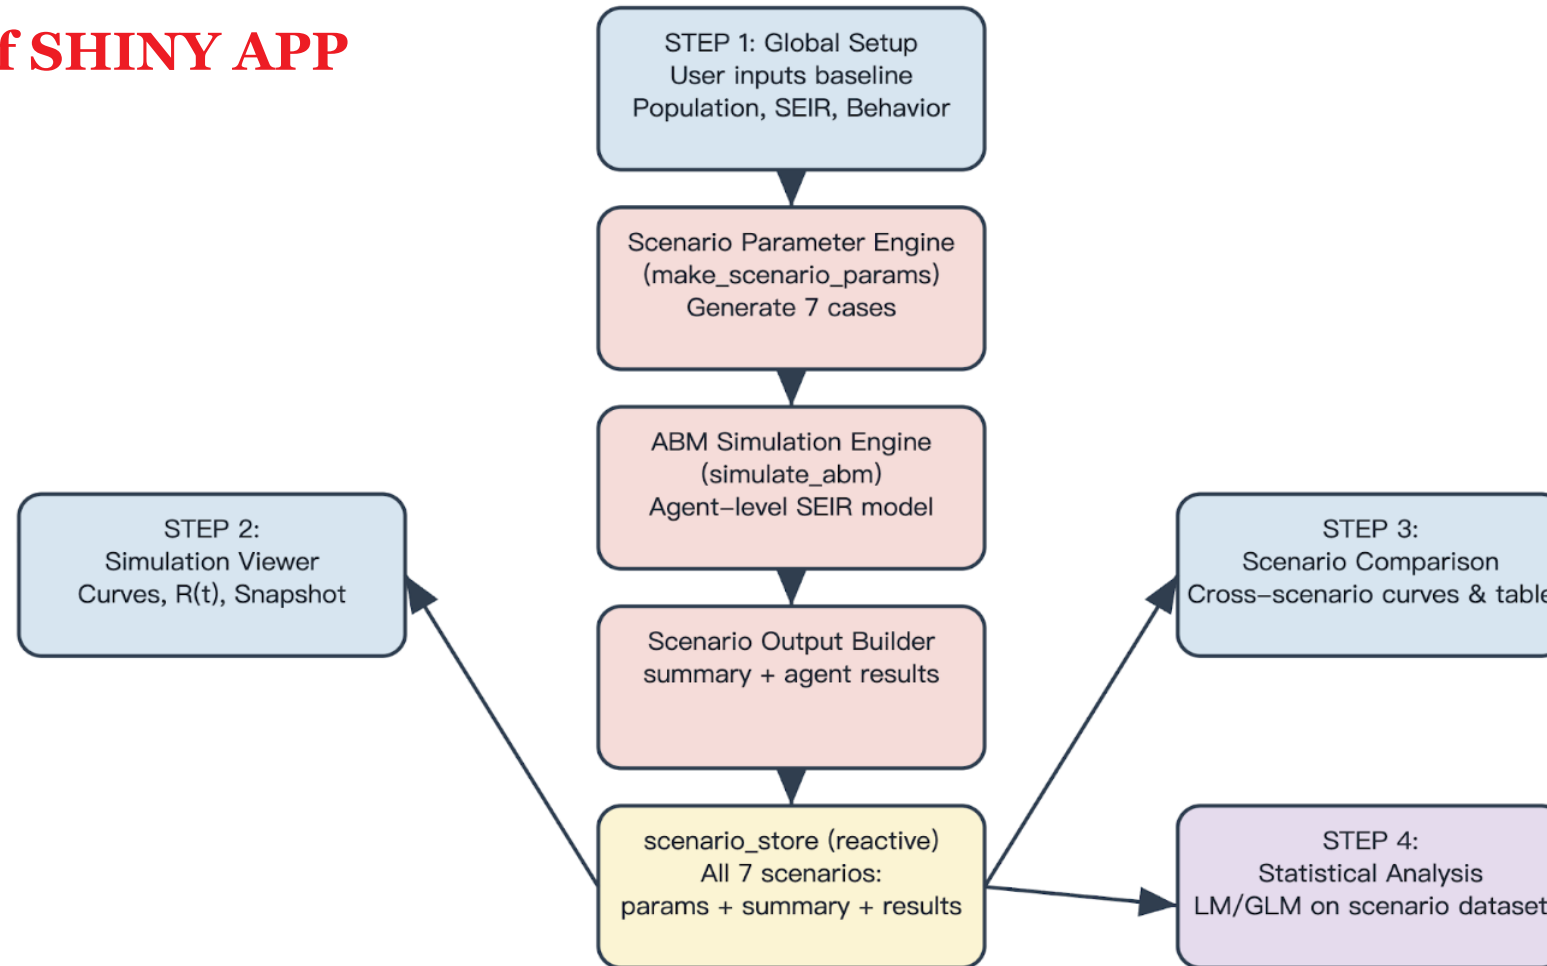 f SHINY APP
STEP 1: Global Setup
User inputs baseline
Population, SEIR, Behavior
Scenario Parameter Engine
(make_scenario_params)
Generate 7 cases
ABM Simulation Engine
(simulate_abm)
Agent–level SEIR model
STEP 2:
Simulation Viewer
Curves, R(t), Snapshot
STEP 3:
Scenario Comparison
Cross–scenario curves & table
Scenario Output Builder
summary + agent results
scenario_store (reactive)
All 7 scenarios:
params + summary + results
STEP 4:
Statistical Analysis
LM/GLM on scenario dataset